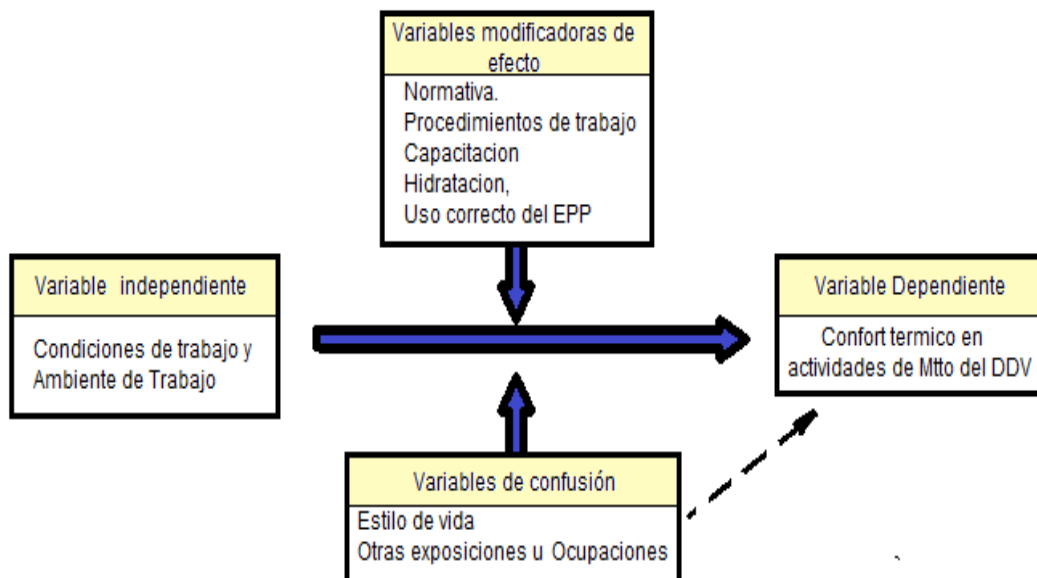 Variables modificadoras de
efecto
Normativa.
Procedimientos de trabajo
Capacitacion
Hidratacion,
Uso correcto del EPP
Variable independiente
Condiciones de trabajo y
Ambiente de Trabajo
Variable Dependiente
Confort termico en
actividades de Mtto del DDV
Variables de confusión
Estilo de vida
Otras exposiciones u Ocupaciones